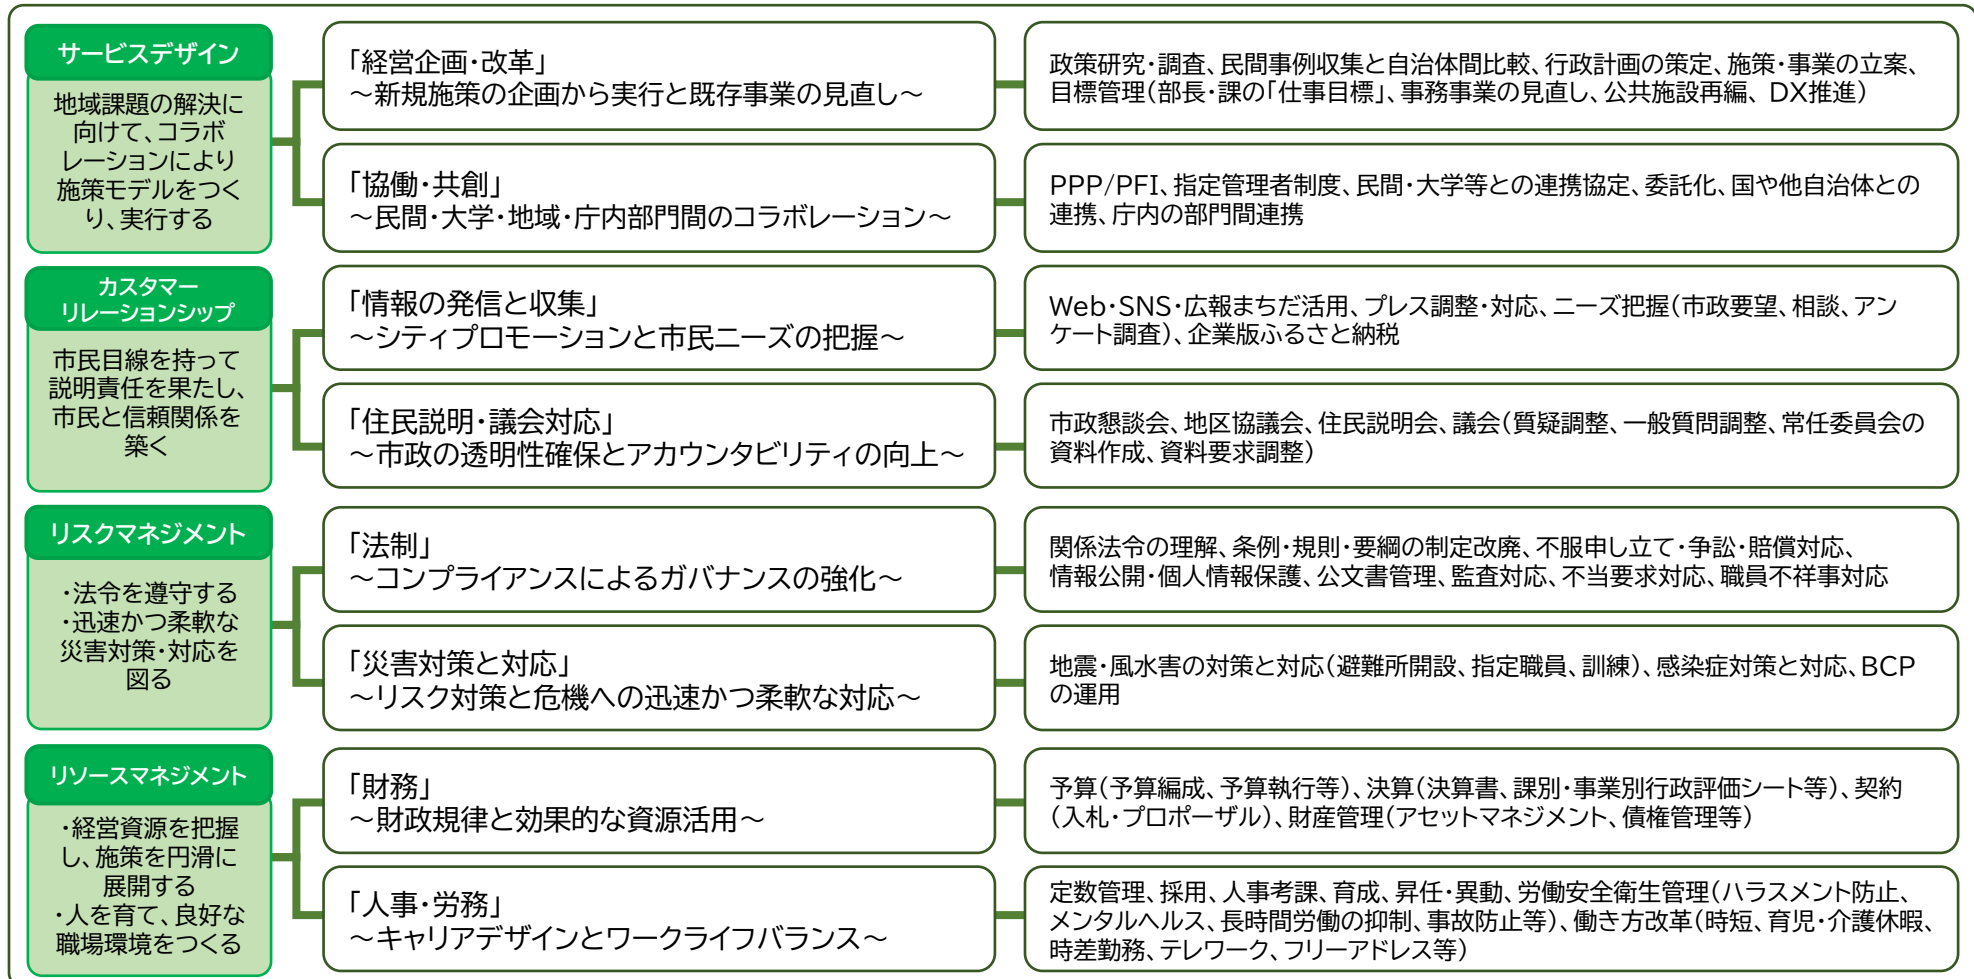 サービスデザイン
地域課題の解決に
向けて、コラボ
レーションにより
施策モデルをつく
り、実行する
「経営企画・改革」
～新規施策の企画から実行と既存事業の見直し～
政策研究・調査、民間事例収集と自治体間比較、行政計画の策定、施策・事業の立案、
目標管理(部長・課の「仕事目標」、事務事業の見直し、公共施設再編、DX推進)
「協働・共創」
～民間・大学・地域・庁内部門間のコラボレーション～
PPP/PFI、指定管理者制度、民間・大学等との連携協定、委託化、国や他自治体との
連携、庁内の部門間連携
カスタマー
リレーションシップ
市民目線を持って
説明責任を果たし、
市民と信頼関係を
築く
「情報の発信と収集」
～シティプロモーションと市民ニーズの把握～
Web・SNS・広報まちだ活用、プレス調整・対応、ニーズ把握(市政要望、相談、アン
ケート調査)、企業版ふるさと納税
「住民説明・議会対応」
～市政の透明性確保とアカウンタビリティの向上～
市政懇談会、地区協議会、住民説明会、議会(質疑調整、一般質問調整、常任委員会の
資料作成、資料要求調整)
リスクマネジメント
・法令を遵守する
・迅速かつ柔軟な
災害対策・対応を
図る
「法制」
～コンプライアンスによるガバナンスの強化～
関係法令の理解、条例・規則・要綱の制定改廃、不服申し立て・争訟・賠償対応、
情報公開・個人情報保護、公文書管理、監査対応、不当要求対応、職員不祥事対応
「災害対策と対応」
～リスク対策と危機への迅速かつ柔軟な対応～
地震・風水害の対策と対応(避難所開設、指定職員、訓練)、感染症対策と対応、BCP
の運用
リソースマネジメント
・経営資源を把握
し、施策を円滑に
展開する
・人を育て、良好な
職場環境をつくる
「財務」
～財政規律と効果的な資源活用～
予算(予算編成、予算執行等)、決算(決算書、課別・事業別行政評価シート等)、契約
(入札・プロポーザル)、財産管理(アセットマネジメント、債権管理等)
「人事・労務」
～キャリアデザインとワークライフバランス～
定数管理、採用、人事考課、育成、昇任・異動、労働安全衛生管理(ハラスメント防止、
メンタルヘルス、長時間労働の抑制、事故防止等)、働き方改革(時短、育児・介護休暇、
時差勤務、テレワーク、フリーアドレス等)